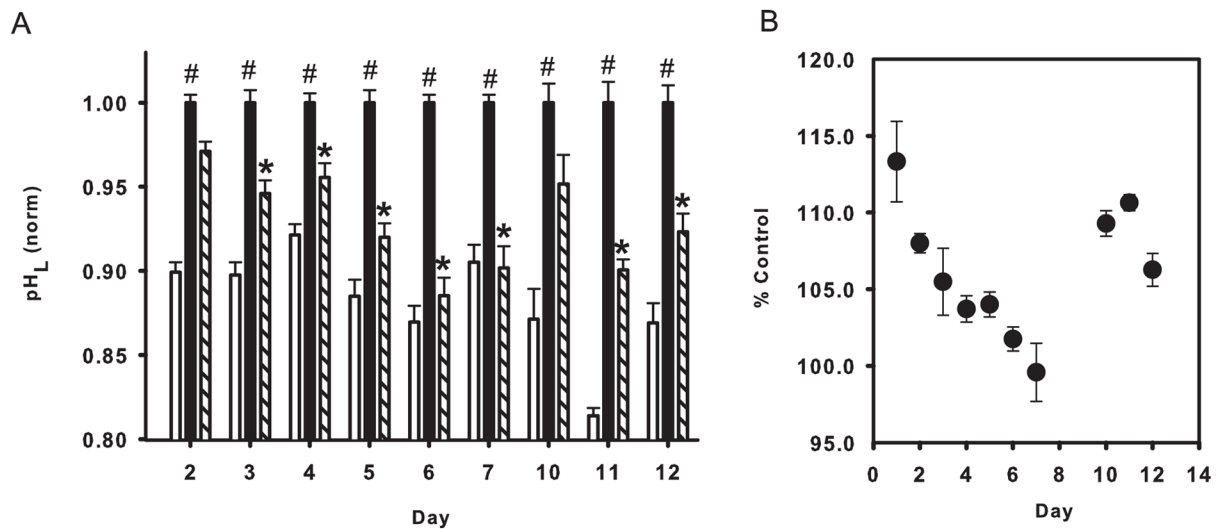 A
# # # # # # # # #
1.00
0.95
0.90
0.85
0.80
* * * * * * *
pH_L (norm)
2 3 4 5 6 7 10 11 12
Day
B
120.0
115.0
110.0
105.0
100.0
95.0
% Control
0 2 4 6 8 10 12 14
Day